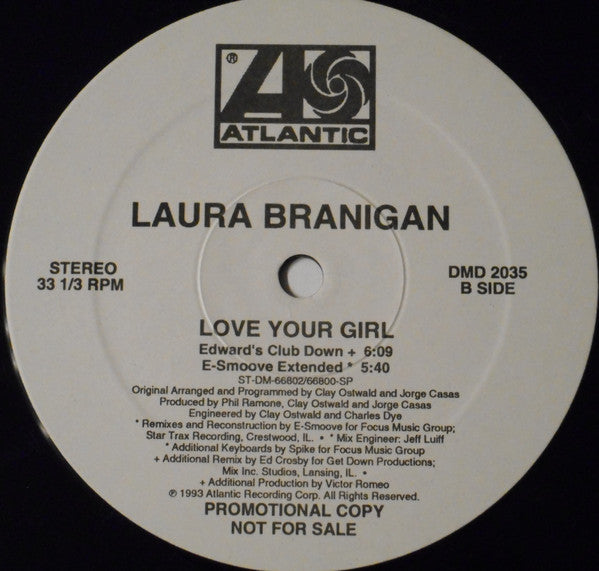 ®
ATLANTIC
LAURA BRANIGAN
STEREO
33 1/3 RPM
DMD 2035
B SIDE
LOVE YOUR GIRL
Edward's Club Down + 6:09
E-Smoove Extended * 5:40
ST-DM-66802/66800-SP
Original Arranged and Programmed by Clay Ostwald and Jorge Casas
Produced by Phil Ramone, Clay Ostwald and Jorge Casas
Engineered by Clay Ostwald and Charles Dye
* Remixes and Reconstruction by E-Smoove for Focus Music Group;
Star Trax Recording, Crestwood, IL. • * Mix Engineer: Jeff Luiff
* Additional Keyboards by Spike for Focus Music Group
+ Additional Remix by Ed Crosby for Get Down Productions;
Mix Inc. Studios, Lansing, IL. •
+ Additional Production by Victor Romeo
℗ 1993 Atlantic Recording Corp. All Rights Reserved.
PROMOTIONAL COPY
NOT FOR SALE